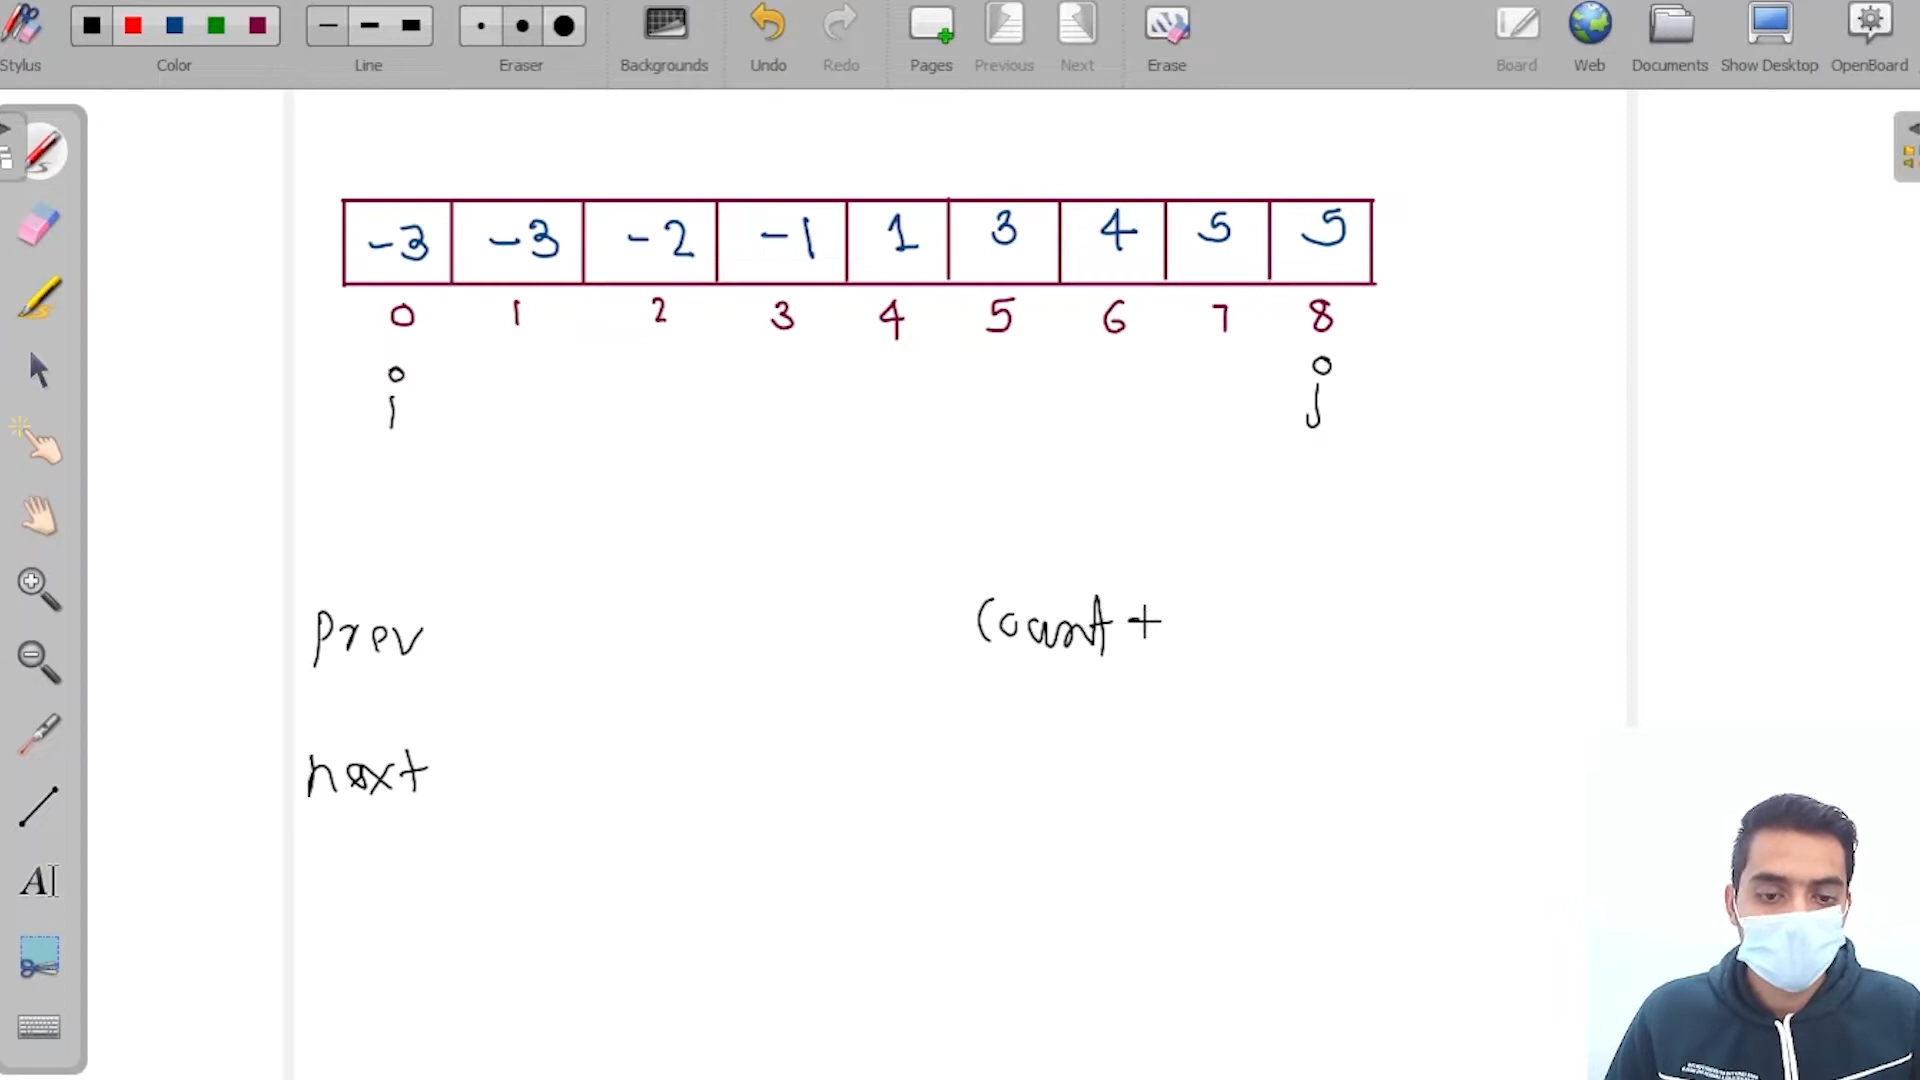 Stylus Color Line Eraser Backgrounds Undo Redo Pages Previous Next Erase Board Web Documents Show Desktop OpenBoard
-3 -3 -2 -1 1 3 4 5 5
0 1 2 3 4 5 6 7 8
i j
prev count +
next